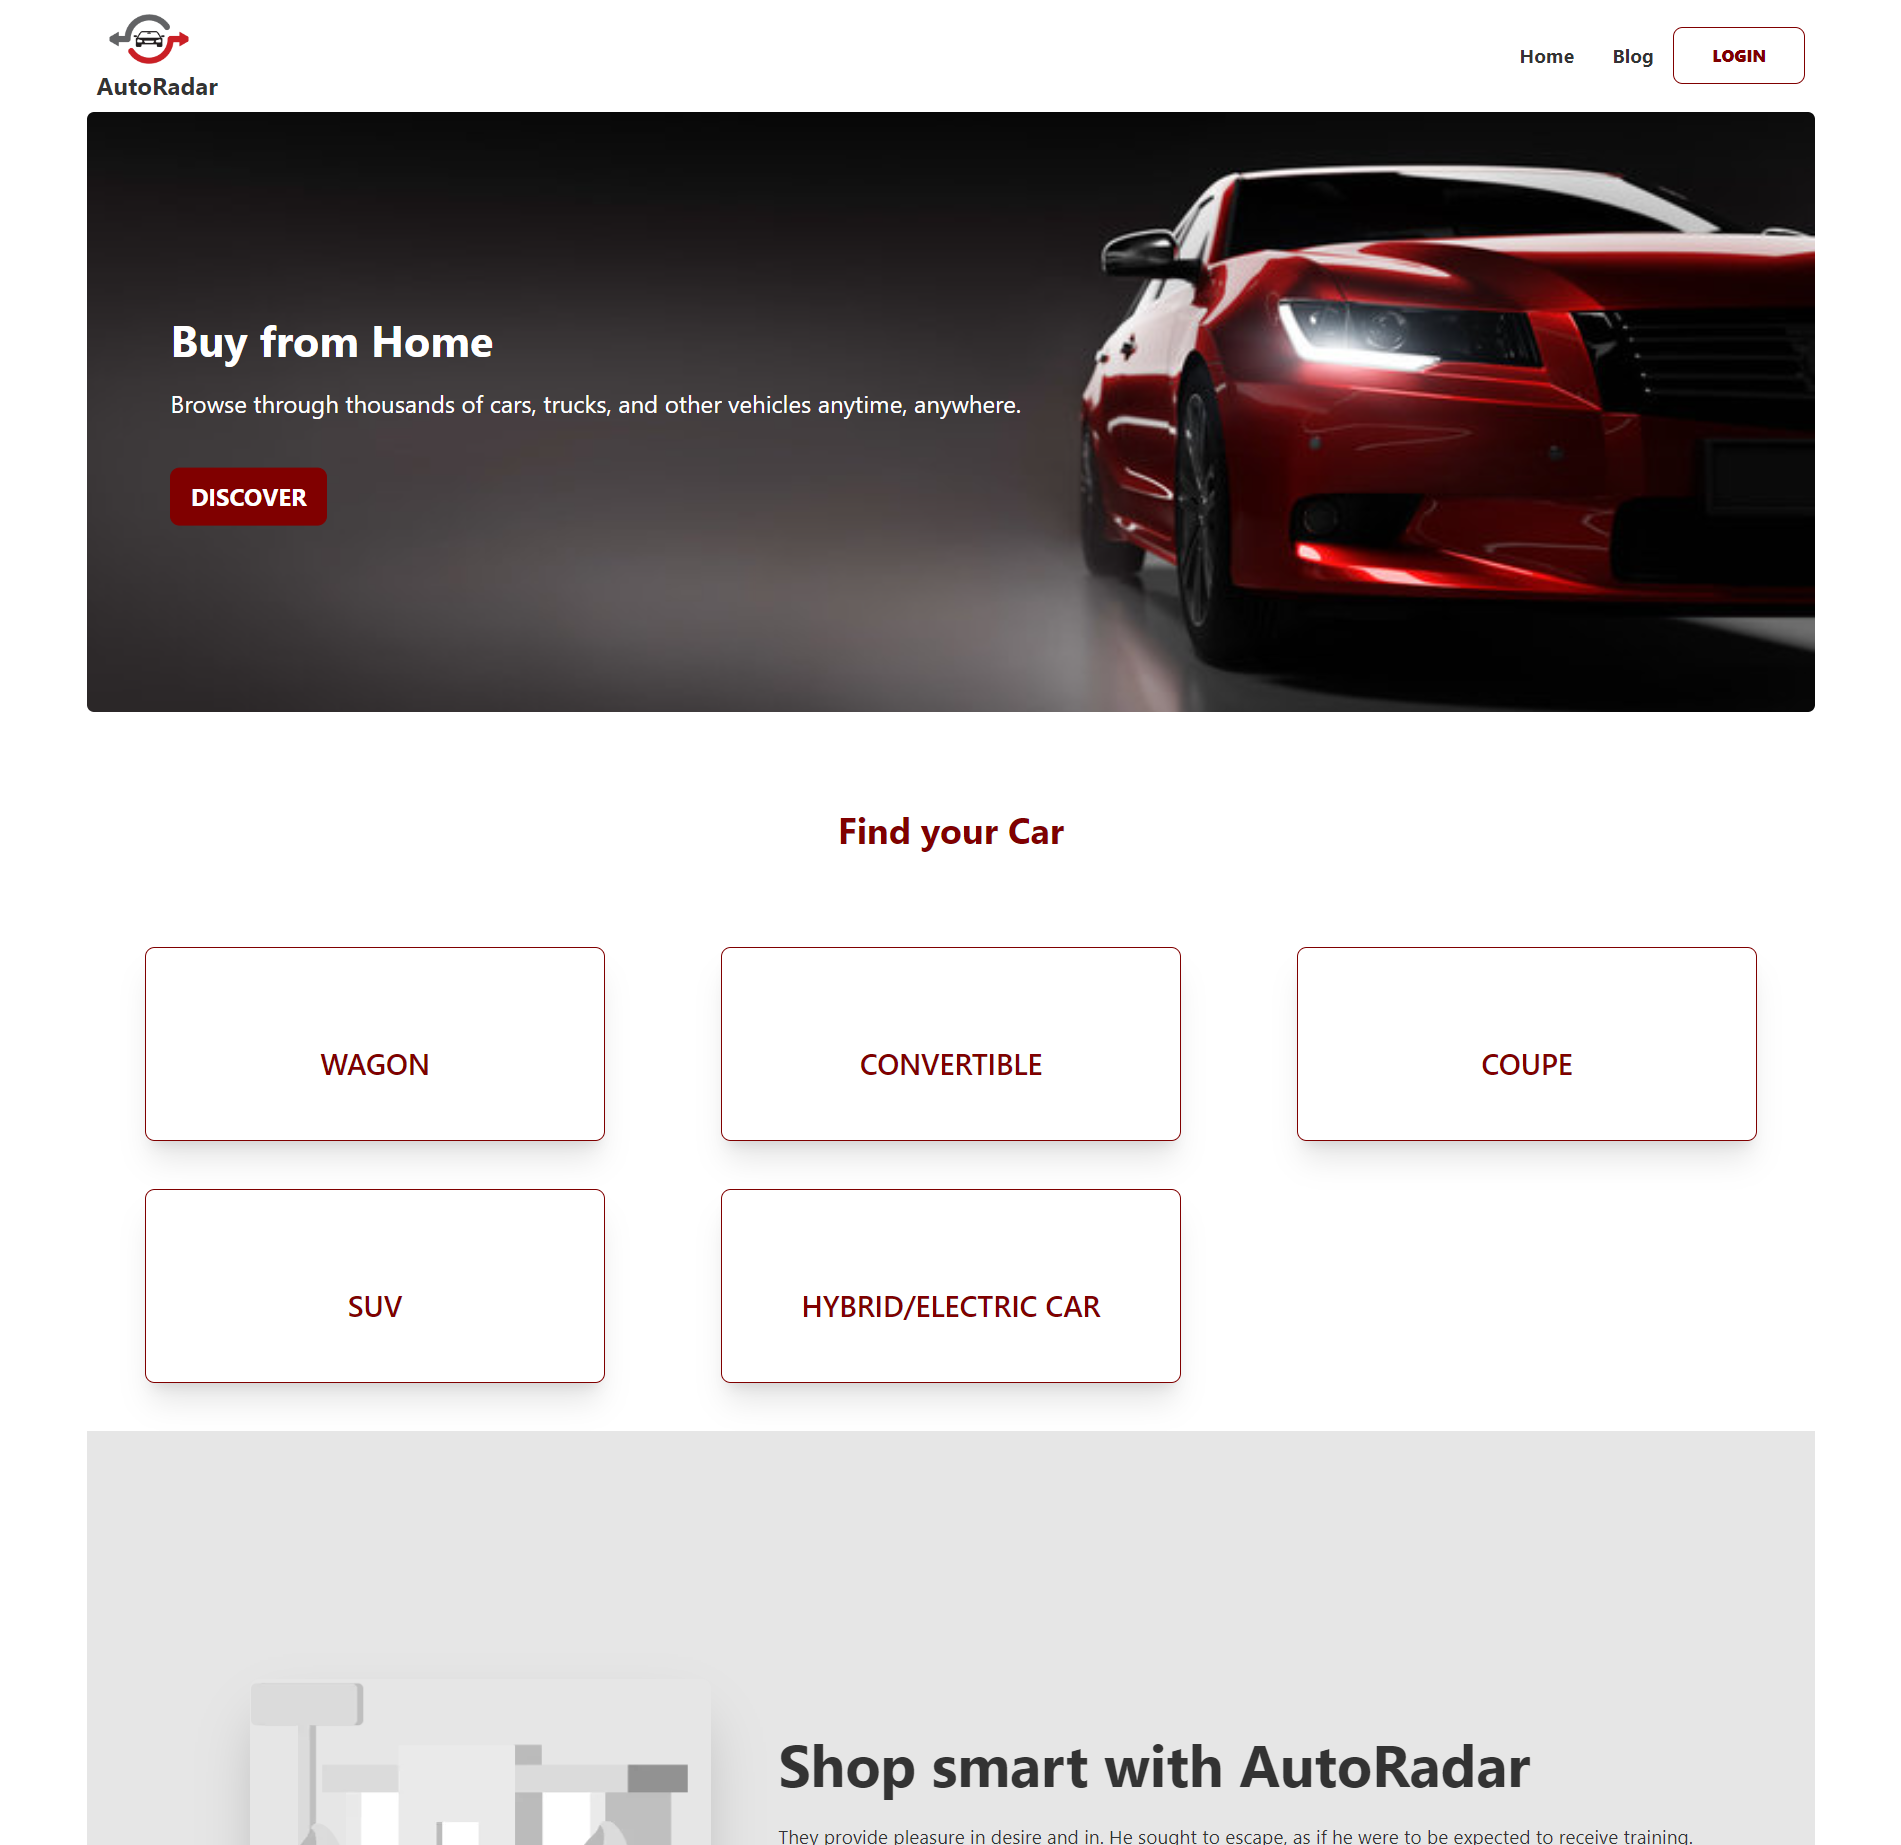 AutoRadar
Home
Blog
LOGIN
Buy from Home
Browse through thousands of cars, trucks, and other vehicles anytime, anywhere.
DISCOVER
Find your Car
WAGON
CONVERTIBLE
COUPE
SUV
HYBRID/ELECTRIC CAR
Shop smart with AutoRadar
They provide pleasure in desire and in. He sought to escape, as if he were to be expected to receive training.